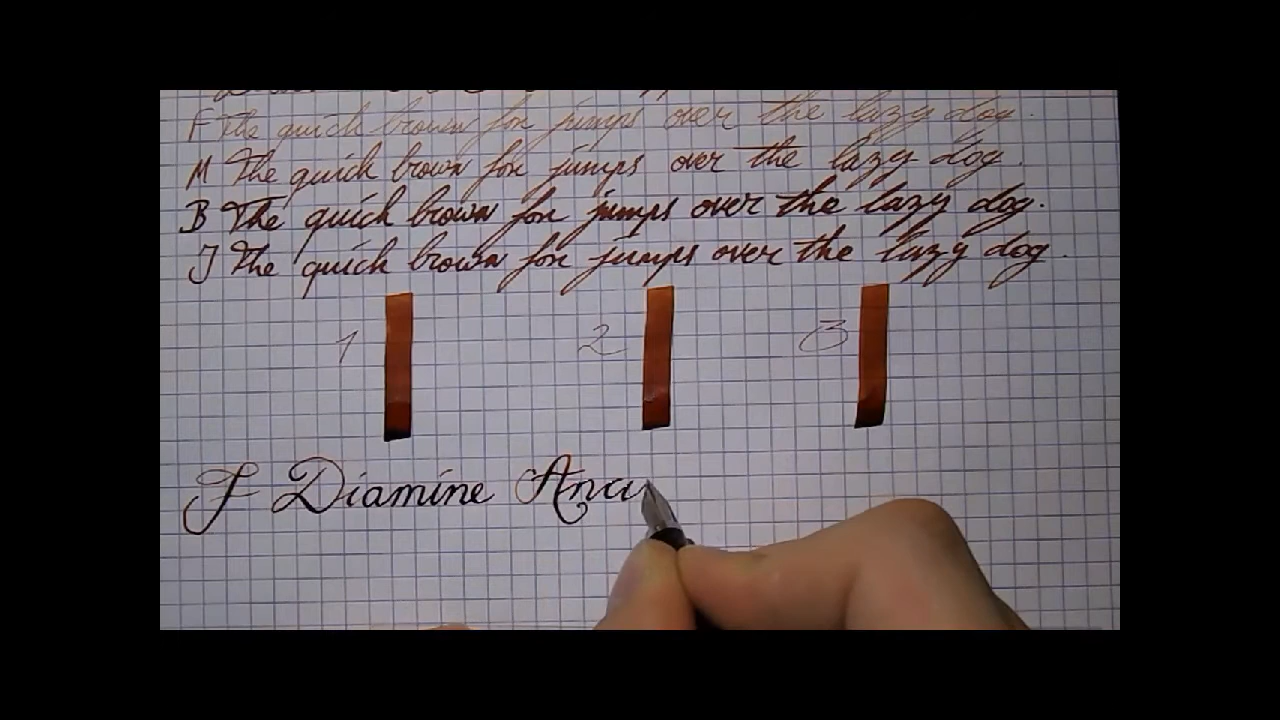 F The quick brown fox jumps over the lazy dog.
M The quick brown fox jumps over the lazy dog.
B The quick brown fox jumps over the lazy dog.
J The quick brown fox jumps over the lazy dog.
1 2 3
F Diamine Anci